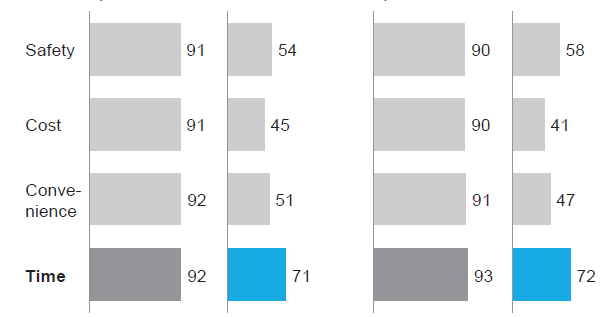 Safety 91 54 90 58
Cost 91 45 90 41
Conve-
nience 92 51 91 47
Time 92 71 93 72